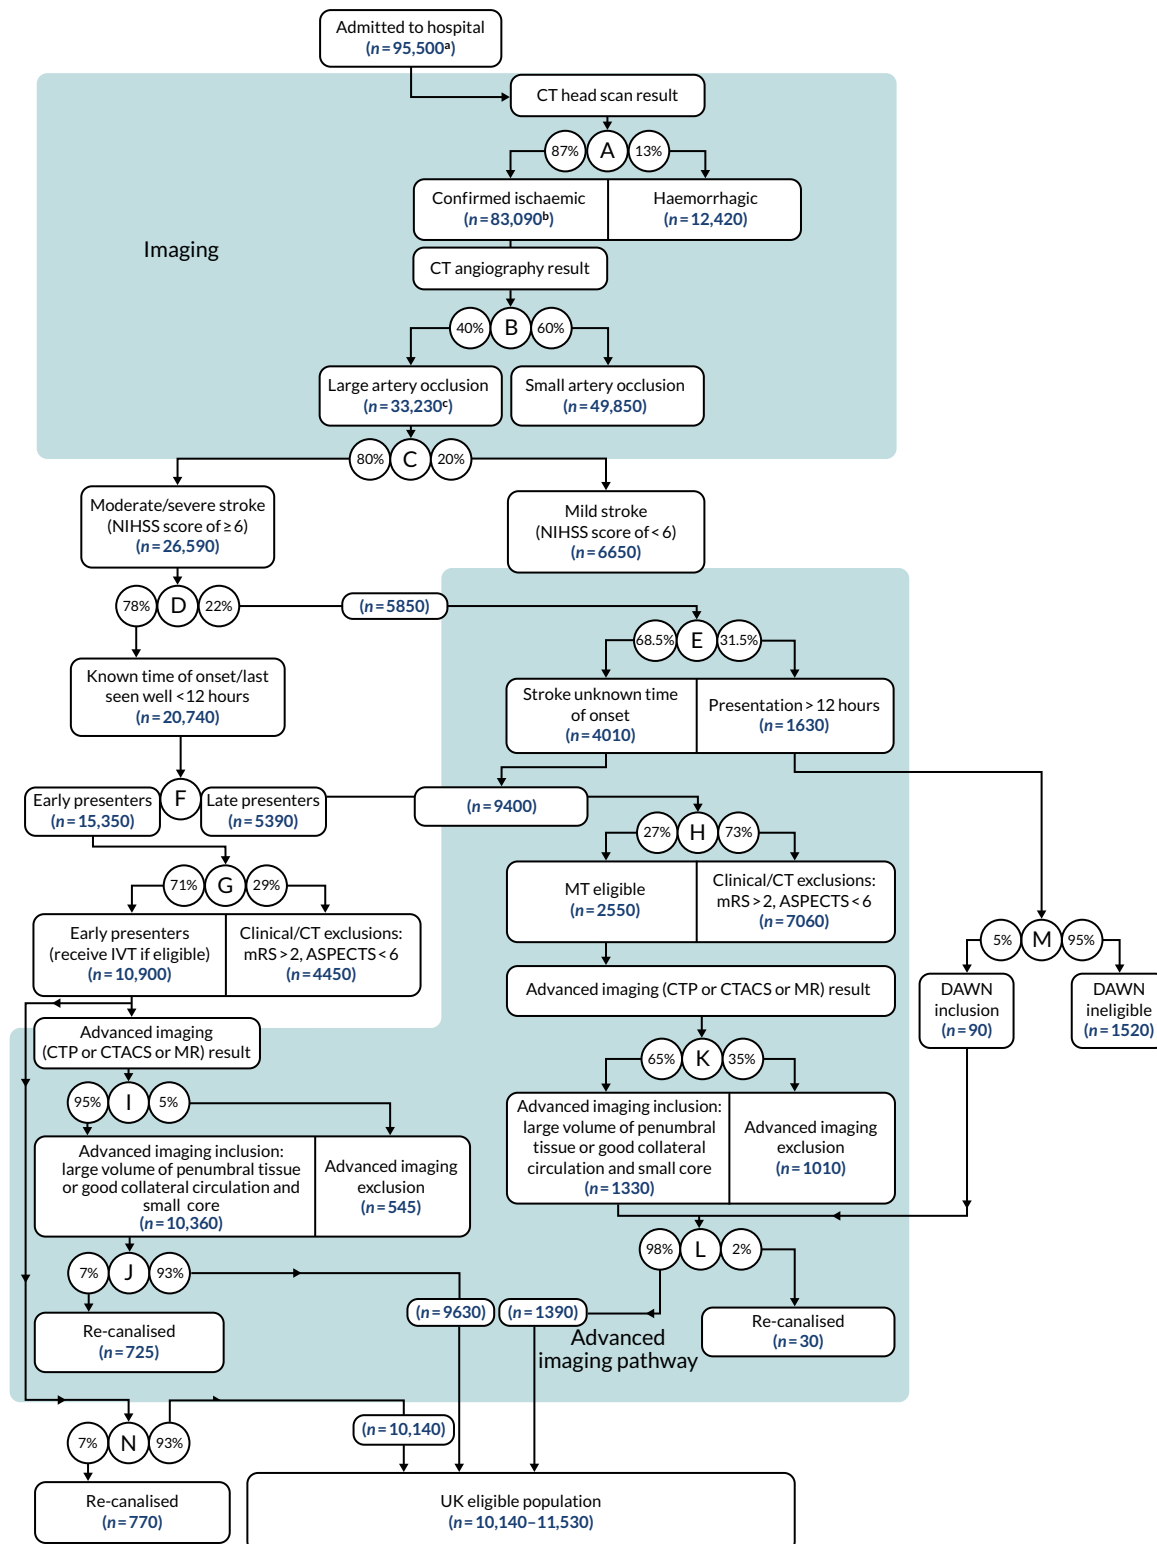 Admitted to hospital
(n=95,500ᵃ)
CT head scan result
87%
A
13%
Confirmed ischaemic
(n=83,090ᵇ)
Haemorrhagic
(n=12,420)
Imaging
CT angiography result
40%
B
60%
Large artery occlusion
(n=33,230ᶜ)
Small artery occlusion
(n=49,850)
80%
C
20%
Moderate/severe stroke
(NIHSS score of ≥ 6)
(n=26,590)
Mild stroke
(NIHSS score of < 6)
(n=6650)
78%
D
22%
(n=5850)
68.5%
E
31.5%
Known time of onset/last
seen well <12 hours
(n=20,740)
Stroke unknown time
of onset
(n=4010)
Presentation > 12 hours
(n=1630)
Early presenters
(n=15,350)
F
Late presenters
(n=5390)
(n=9400)
27%
H
73%
71%
G
29%
MT eligible
(n=2550)
Clinical/CT exclusions:
mRS > 2, ASPECTS < 6
(n=7060)
Early presenters
(receive IVT if eligible)
(n=10,900)
Clinical/CT exclusions:
mRS > 2, ASPECTS < 6
(n=4450)
5%
M
95%
Advanced imaging (CTP or CTACS or MR) result
DAWN
inclusion
(n=90)
DAWN
ineligible
(n=1520)
Advanced imaging
(CTP or CTACS or MR) result
65%
K
35%
95%
I
5%
Advanced imaging inclusion:
large volume of penumbral
tissue or good collateral
circulation and small core
(n=1330)
Advanced imaging
exclusion
(n=1010)
Advanced imaging inclusion:
large volume of penumbral tissue
or good collateral circulation and
small core
(n=10,360)
Advanced imaging
exclusion
(n=545)
98%
L
2%
7%
J
93%
(n=9630)
(n=1390)
Re-canalised
(n=30)
Re-canalised
(n=725)
Advanced
imaging pathway
7%
N
93%
(n=10,140)
Re-canalised
(n=770)
UK eligible population
(n=10,140–11,530)